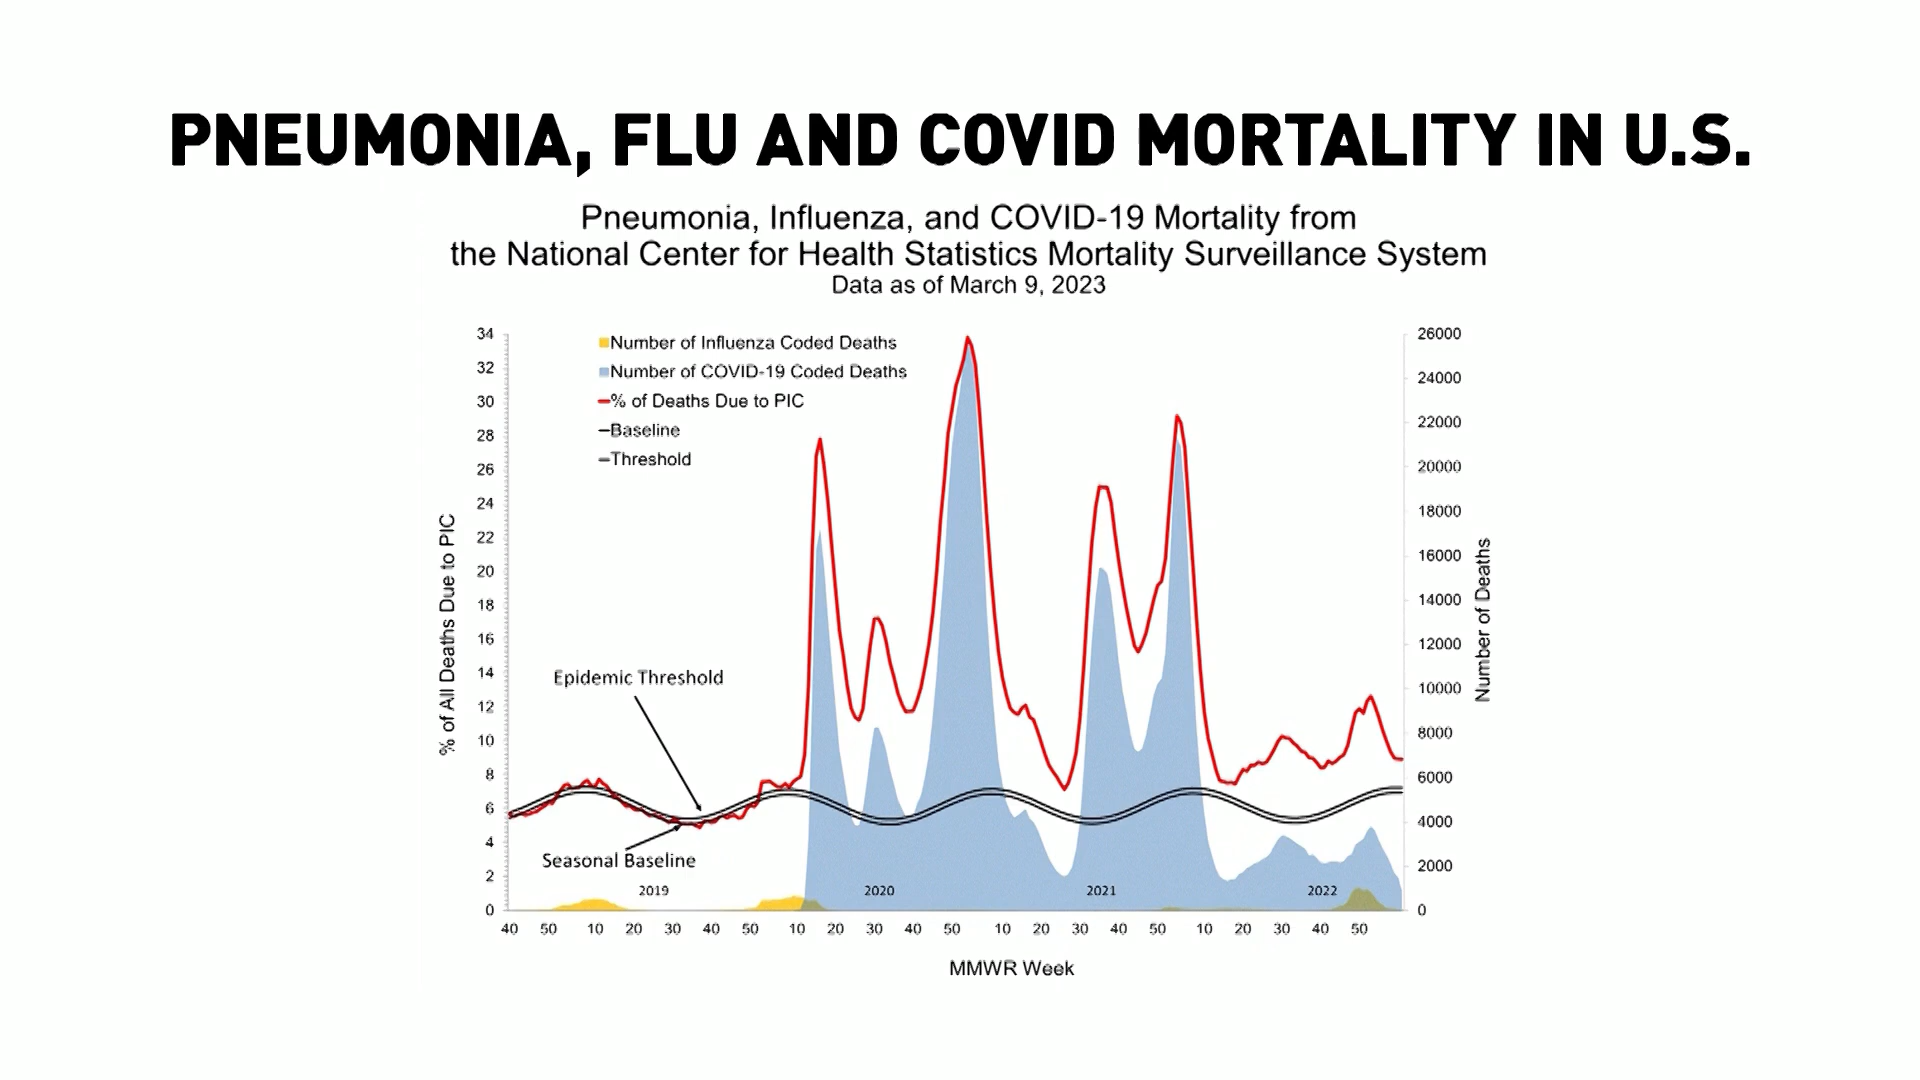 PNEUMONIA, FLU AND COVID MORTALITY IN U.S.
Pneumonia, Influenza, and COVID-19 Mortality from
the National Center for Health Statistics Mortality Surveillance System
Data as of March 9, 2023
Number of Influenza Coded Deaths
Number of COVID-19 Coded Deaths
% of Deaths Due to PIC
Baseline
Threshold
% of All Deaths Due to PIC
34
32
30
28
26
24
22
20
18
16
14
12
10
8
6
4
2
0
Epidemic Threshold
Seasonal Baseline
2019 2020 2021 2022
26000
24000
22000
20000
18000
16000
14000
12000
10000
8000
6000
4000
2000
0
Number of Deaths
40 50 10 20 30 40 50 10 20 30 40 50 10 20 30 40 50 10 20 30 40 50
MMWR Week